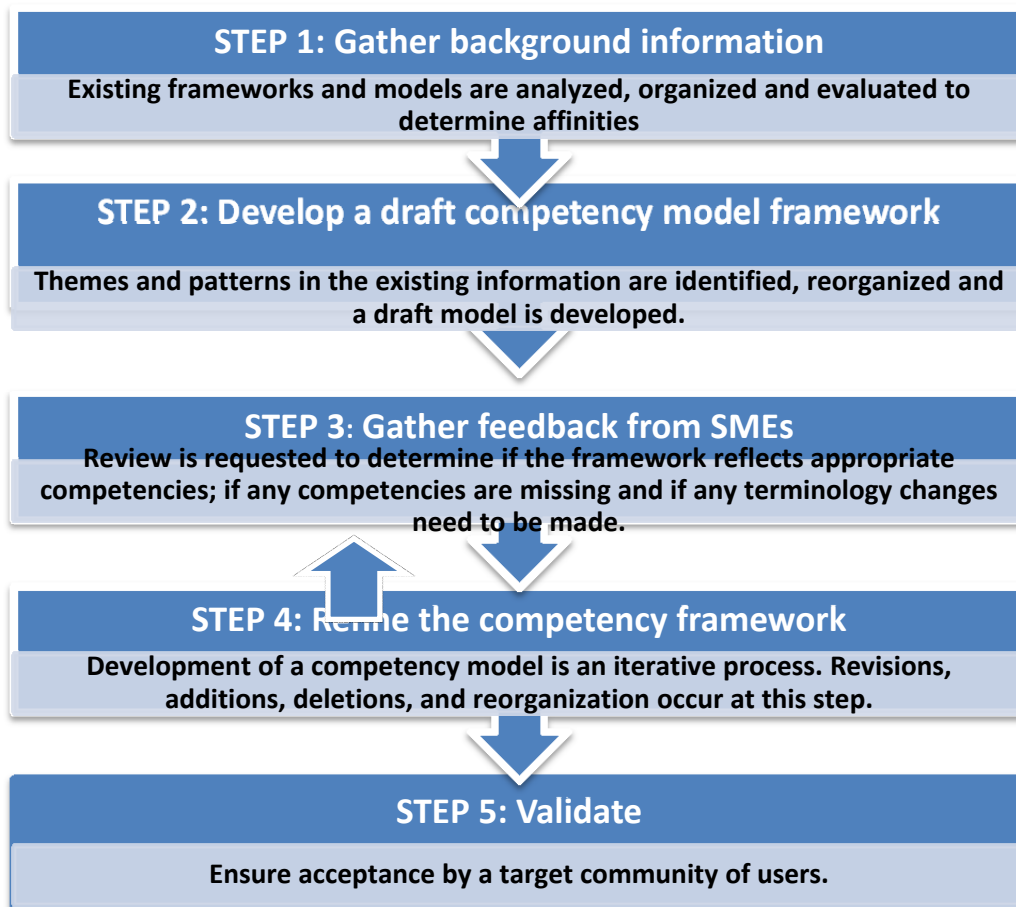 STEP 1: Gather background information
Existing frameworks and models are analyzed, organized and evaluated to
determine affinities
STEP 2: Develop a draft competency model framework
Themes and patterns in the existing information are identified, reorganized and
a draft model is developed.
STEP 3: Gather feedback from SMEs
Review is requested to determine if the framework reflects appropriate
competencies; if any competencies are missing and if any terminology changes
need to be made.
STEP 4: Refine the competency framework
Development of a competency model is an iterative process. Revisions,
additions, deletions, and reorganization occur at this step.
STEP 5: Validate
Ensure acceptance by a target community of users.